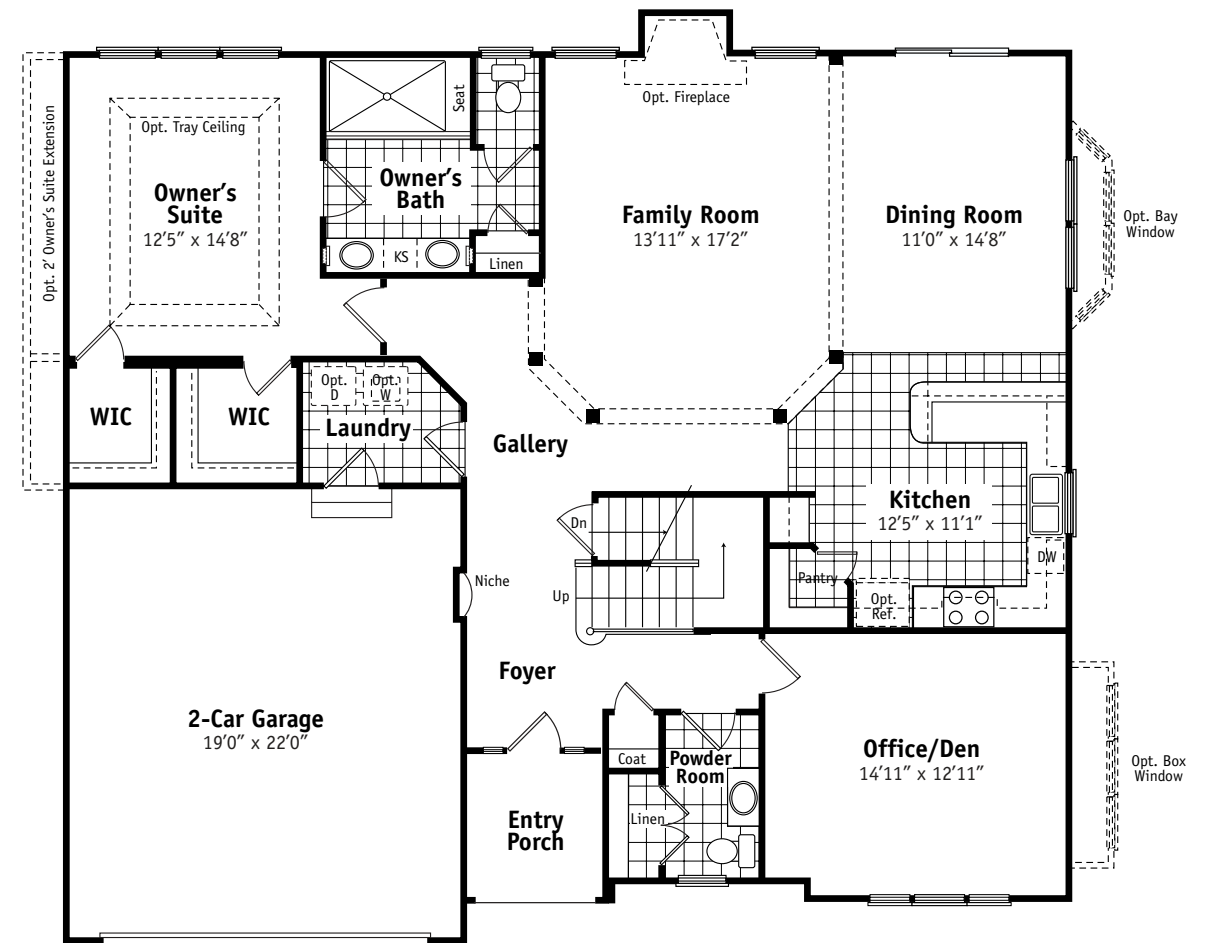 Opt. Fireplace
Opt. 2' Owner's Suite Extension
Opt. Tray Ceiling
Seat
Owner's
Suite
12'5" x 14'8"
Owner's
Bath
KS
Linen
Family Room
13'11" x 17'2"
Dining Room
11'0" x 14'8"
Opt. Bay
Window
WIC
WIC
Opt.
D
Opt.
W
Laundry
Gallery
Kitchen
12'5" x 11'1"
Dn
DW
Niche
Up
Pantry
Opt.
Ref.
Foyer
2-Car Garage
19'0" x 22'0"
Coat
Powder
Room
Office/Den
14'11" x 12'11"
Opt. Box
Window
Entry
Porch
Linen